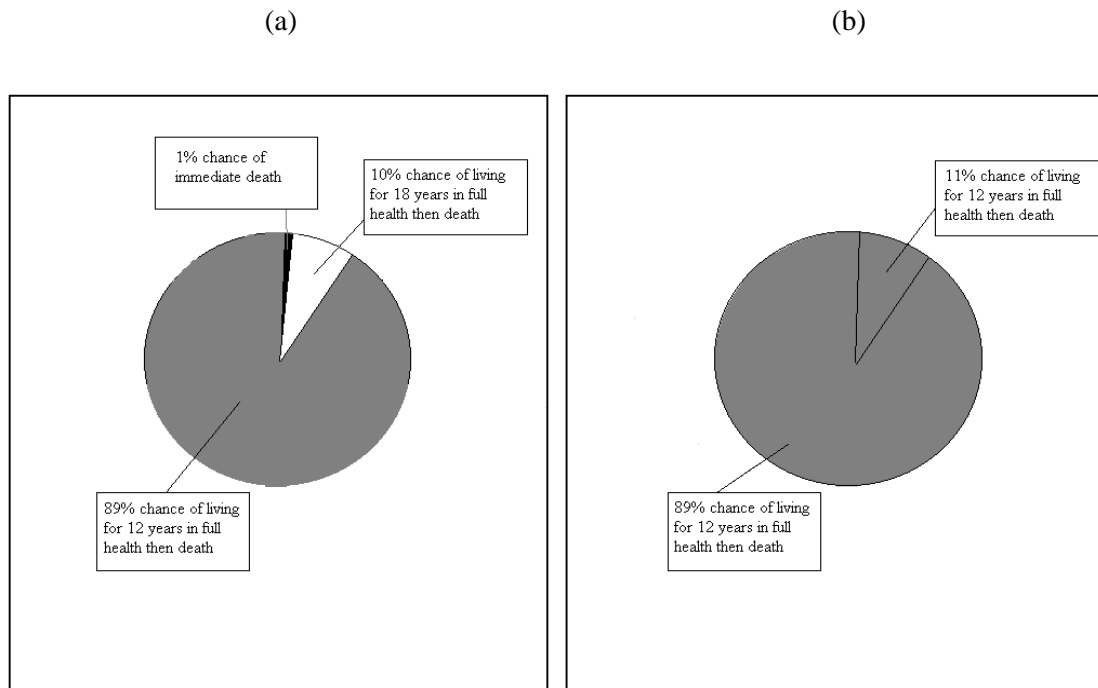 (a)
(b)
1% chance of
immediate death
10% chance of living
for 18 years in full
health then death
89% chance of living
for 12 years in full
health then death
11% chance of living
for 12 years in full
health then death
89% chance of living
for 12 years in full
health then death